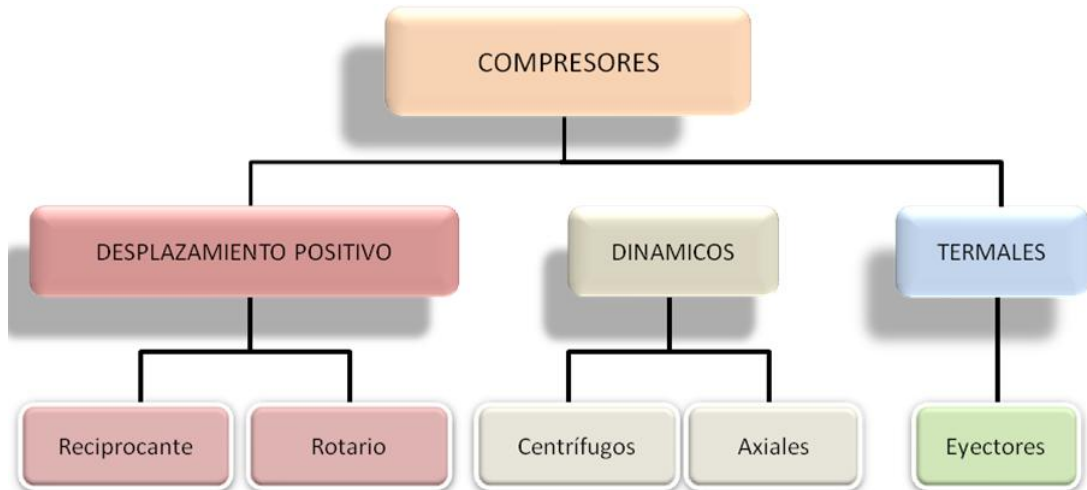 COMPRESORES
DESPLAZAMIENTO POSITIVO
DINAMICOS
TERMALES
Reciprocante
Rotario
Centrífugos
Axiales
Eyectores